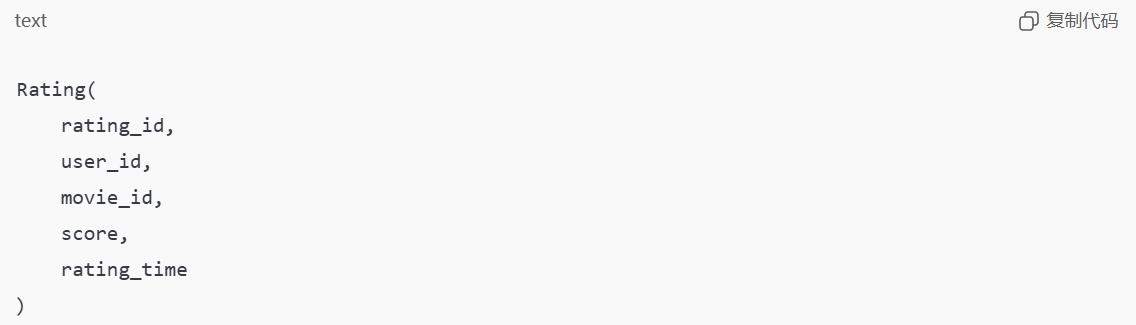 text
复制代码
Rating(
    rating_id,
    user_id,
    movie_id,
    score,
    rating_time
)